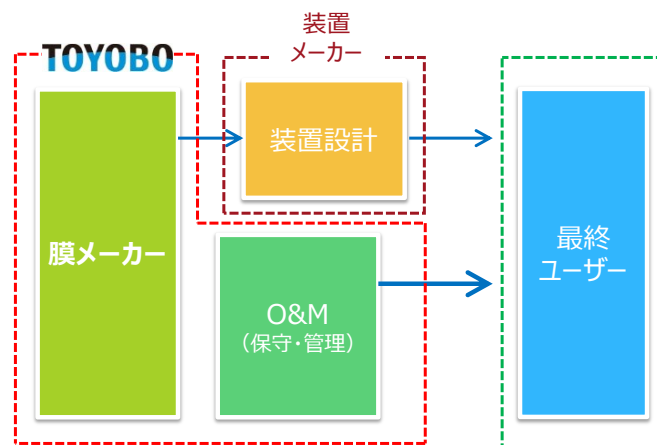 TOYOBO
装置
メーカー
膜メーカー
装置設計
O&M
（保守・管理）
最終
ユーザー